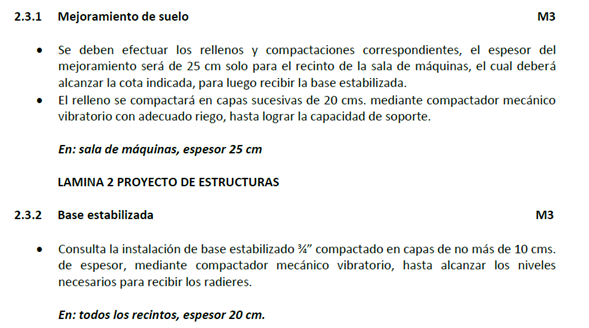 2.3.1 Mejoramiento de suelo M3
• Se deben efectuar los rellenos y compactaciones correspondientes, el espesor del
mejoramiento será de 25 cm solo para el recinto de la sala de máquinas, el cual deberá
alcanzar la cota indicada, para luego recibir la base estabilizada.
• El relleno se compactará en capas sucesivas de 20 cms. mediante compactador mecánico
vibratorio con adecuado riego, hasta lograr la capacidad de soporte.
En: sala de máquinas, espesor 25 cm
LAMINA 2 PROYECTO DE ESTRUCTURAS
2.3.2 Base estabilizada M3
• Consulta la instalación de base estabilizado ¾” compactado en capas de no más de 10 cms.
de espesor, mediante compactador mecánico vibratorio, hasta alcanzar los niveles
necesarios para recibir los radieres.
En: todos los recintos, espesor 20 cm.